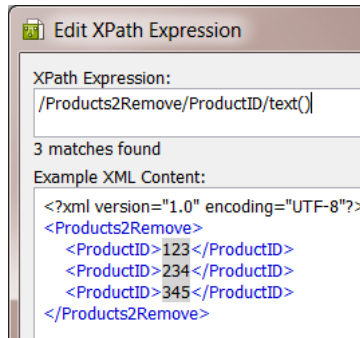 Edit XPath Expression
XPath Expression:
/Products2Remove/ProductID/text()
3 matches found
Example XML Content:
<?xml version="1.0" encoding="UTF-8"?>
<Products2Remove>
<ProductID>123</ProductID>
<ProductID>234</ProductID>
<ProductID>345</ProductID>
</Products2Remove>